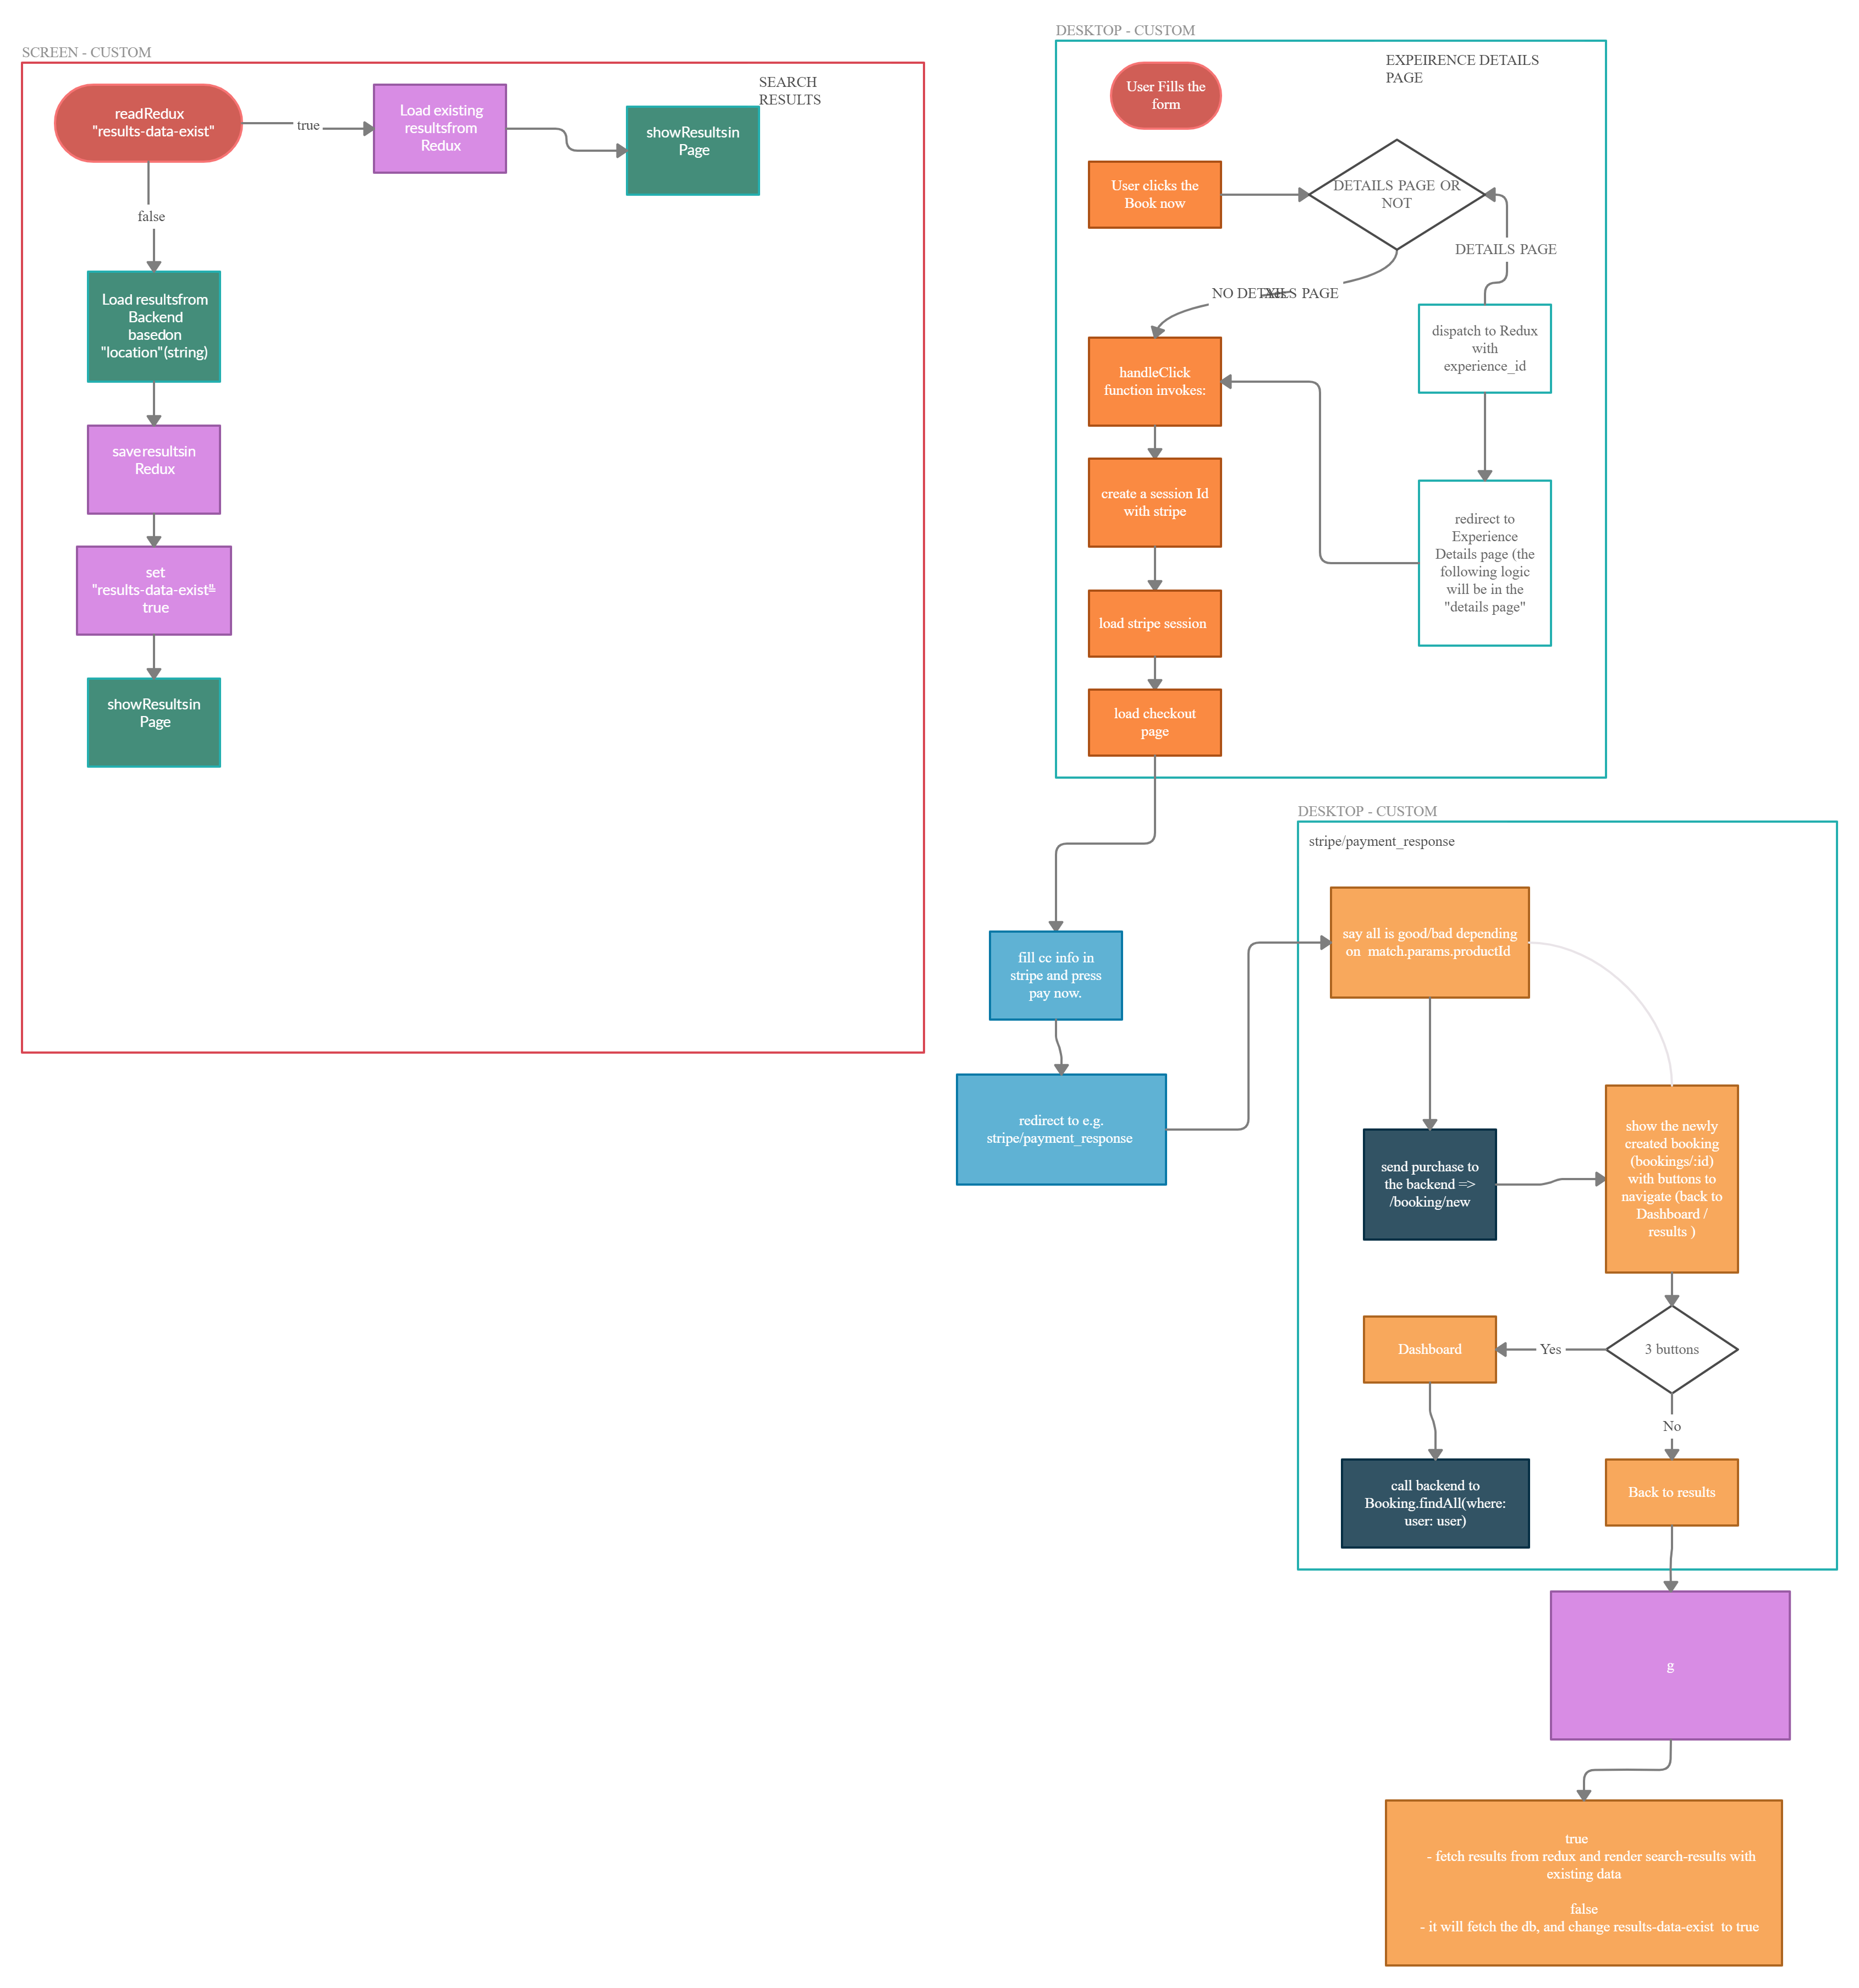 SCREEN - CUSTOM
SEARCH
RESULTS
readRedux
"results-data-exist"
true
Load existing
resultsfrom
Redux
showResultsin
Page
false
Load resultsfrom
Backend
basedon
"location"(string)
saveresultsin
Redux
set
"results-data-exist"=
true
showResultsin
Page
DESKTOP - CUSTOM
EXPEIRENCE DETAILS
PAGE
User Fills the
form
User clicks the
Book now
DETAILS PAGE OR
NOT
DETAILS PAGE
NO DETAILS PAGE
dispatch to Redux
with
experience_id
handleClick
function invokes:
create a session Id
with stripe
redirect to
Experience
Details page (the
following logic
will be in the
"details page"
load stripe session
load checkout
page
fill cc info in
stripe and press
pay now.
redirect to e.g.
stripe/payment_response
DESKTOP - CUSTOM
stripe/payment_response
say all is good/bad depending
on  match.params.productId
send purchase to
the backend =>
/booking/new
show the newly
created booking
(bookings/:id)
with buttons to
navigate (back to
Dashboard /
results )
3 buttons
Yes
Dashboard
No
call backend to
Booking.findAll(where:
user: user)
Back to results
g
true
- fetch results from redux and render search-results with
existing data
false
- it will fetch the db, and change results-data-exist  to true